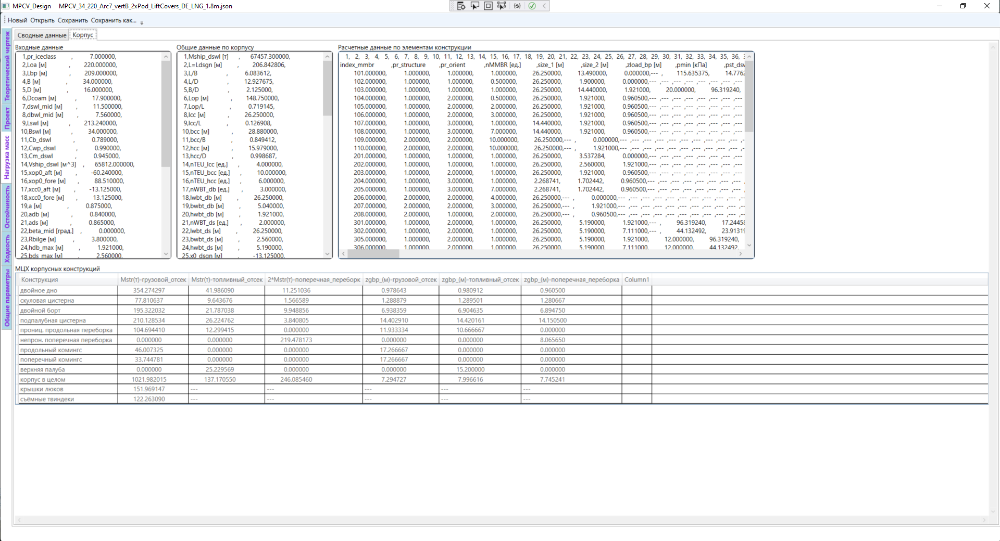 MPCV_Design MPCV_34_220_Arc7_vertB_2xPod_LiftCovers_DE_LNG_1.8m.json
Новый Открыть Сохранить Сохранить как...
Теоретический чертеж
Проект
Нагрузка масс
Остойчивость
Ходкость
Общие параметры
Сводные данные Корпус
Входные данные
1,pr_iceclass , 7.000000,
2,Loa [м] , 220.000000,
3,Lbp [м] , 209.000000,
4,B [м] , 34.000000,
5,D [м] , 16.000000,
6,Dcoam [м] , 17.900000,
7,dswl_mid [м] , 11.500000,
8,dbwl_mid [м] , 7.560000,
9,Lswl [м] , 213.240000,
10,Bswl [м] , 34.000000,
11,Cb_dswl , 0.789000,
12,Cwp_dswl , 0.990000,
13,Cm_dswl , 0.945000,
14,Vship_dswl [м^3] , 65812.000000,
15,xop0_aft [м] , -60.240000,
16,xop0_fore [м] , 88.510000,
17,xcc0_aft [м] , -13.125000,
18,xcc0_fore [м] , 13.125000,
19,a [м] , 0.875000,
20,adb [м] , 0.840000,
21,ads [м] , 0.865000,
22,beta_mid [град.] , 0.000000,
23,Rbilge [м] , 3.800000,
24,hdb_max [м] , 1.921000,
25,bds_max [м] , 2.560000,
Общие данные по корпусу
1,Mship_dswl [т] , 67457.300000,
2,L=Ldsgn [м] , 206.842806,
3,L/B , 6.083612,
4,L/D , 12.927675,
5,B/D , 2.125000,
6,Lop [м] , 148.750000,
7,Lop/L , 0.719145,
8,lcc [м] , 26.250000,
9,lcc/L , 0.126908,
10,bcc [м] , 28.880000,
11,bcc/B , 0.849412,
12,hcc [м] , 15.979000,
13,hcc/D , 0.998687,
14,nTEU_lcc [ед.] , 4.000000,
15,nTEU_bcc [ед.] , 10.000000,
16,nTEU_hcc [ед.] , 6.000000,
17,nWBT_db [ед.] , 3.000000,
18,lwbt_db [м] , 26.250000,
19,bwbt_db [м] , 5.040000,
20,hwbt_db [м] , 1.921000,
21,nWBT_ds [ед.] , 2.000000,
22,lwbt_ds [м] , 26.250000,
23,bwbt_ds [м] , 2.560000,
24,hwbt_ds [м] , 5.190000,
25,x0_dsgn [м] , -13.125000,
Расчетные данные по элементам конструкции
1, 2, 3, 4, 5, 6, 7, 8, 9, 10, 11, 12, 13, 14, 15, 16, 17, 18, 19, 20, 21, 22, 23, 24, 25, 26, 27, 28, 29, 30, 31, 32, 33, 34, 35, 36,
index_mmbr ,pr_structure ,pr_orient ,nMMBR [ед.] ,size_1 [м] ,size_2 [м] ,zload_bp [м] ,pmin [кПа] ,pst_dsw
101.000000, 1.000000, 1.000000, 1.000000, 26.250000, 13.490000, 0.000000,--- , 115.635375, 14.7762
102.000000, 1.000000, 1.000000, 0.500000, 26.250000, 1.900000, 0.000000,--- ,--- ,--- ,--- ,--- ,--- ,--- ,---
103.000000, 1.000000, 1.000000, 1.000000, 26.250000, 14.440000, 1.921000, 20.000000, 96.319240,
104.000000, 1.000000, 2.000000, 0.500000, 26.250000, 1.921000, 0.960500,--- ,--- ,--- ,--- ,--- ,--- ,--- ,---
105.000000, 1.000000, 2.000000, 2.000000, 26.250000, 1.921000, 0.960500,--- ,--- ,--- ,--- ,--- ,--- ,--- ,---
106.000000, 1.000000, 2.000000, 3.000000, 26.250000, 1.921000, 0.960500,--- ,--- ,--- ,--- ,--- ,--- ,--- ,---
107.000000, 1.000000, 3.000000, 1.000000, 14.440000, 1.921000, 0.960500,--- ,--- ,--- ,--- ,--- ,--- ,--- ,---
108.000000, 1.000000, 3.000000, 7.000000, 14.440000, 1.921000, 0.960500,--- ,--- ,--- ,--- ,--- ,--- ,--- ,---
109.000000, 2.000000, 2.000000, 10.000000, 26.250000,--- , 0.000000,--- ,--- ,--- ,--- ,--- ,--- ,--- ,--- ,--- ,---
110.000000, 2.000000, 2.000000, 10.000000, 26.250000,--- , 1.921000,--- ,--- ,--- ,--- ,--- ,--- ,--- ,--- ,--- ,---
201.000000, 1.000000, 1.000000, 1.000000, 26.250000, 3.537284, 0.000000,--- ,--- ,--- ,--- ,--- ,--- ,--- ,---
202.000000, 1.000000, 1.000000, 1.000000, 26.250000, 2.560000, 1.921000,--- ,--- ,--- ,--- ,--- ,--- ,--- ,---
203.000000, 1.000000, 2.000000, 1.000000, 26.250000, 1.921000, 0.960500,--- ,--- ,--- ,--- ,--- ,--- ,--- ,---
204.000000, 1.000000, 3.000000, 1.000000, 2.268741, 1.702442, 0.960500,--- ,--- ,--- ,--- ,--- ,--- ,--- ,---
205.000000, 1.000000, 3.000000, 7.000000, 2.268741, 1.702442, 0.960500,--- ,--- ,--- ,--- ,--- ,--- ,--- ,---
206.000000, 2.000000, 2.000000, 4.000000, 26.250000,--- , 0.000000,--- ,--- ,--- ,--- ,--- ,--- ,--- ,--- ,--- ,---
207.000000, 2.000000, 2.000000, 3.000000, 26.250000,--- , 1.921000,--- ,--- ,--- ,--- ,--- ,--- ,--- ,--- ,--- ,---
208.000000, 2.000000, 1.000000, 2.000000, 26.250000,--- , 0.960500,--- ,--- ,--- ,--- ,--- ,--- ,--- ,--- ,--- ,---
301.000000, 1.000000, 2.000000, 1.000000, 26.250000, 5.190000, 1.921000,--- , 96.319240, 17.24458
302.000000, 1.000000, 2.000000, 1.000000, 26.250000, 5.190000, 7.111000,--- , 44.132492, 23.91319
305.000000, 1.000000, 2.000000, 1.000000, 26.250000, 5.190000, 1.921000, 12.000000, 96.319240,
306.000000, 1.000000, 2.000000, 1.000000, 26.250000, 5.190000, 7.111000, 12.000000, 44.132492,
МЦХ корпусных конструкций
Конструкция Mstr(т)-грузовой_отсек Mstr(т)-топливный_отсек 2*Mstr(т)-поперечная_переборк zgbp_(м)-грузовой_отсек zgbp_(м)-топливный_отсек zgbp_(м)-поперечная_переборка Column1
двойное дно 354.274297 41.986090 11.251036 0.978643 0.980912 0.960500
скуловая цистерна 77.810637 9.643676 1.566589 1.288879 1.289501 1.280667
двойной борт 195.322032 21.787038 9.948856 6.938359 6.904635 6.894750
подпалубная цистерна 210.128534 26.224762 3.840805 14.402910 14.420161 14.150500
прониц. продольная переборка 104.694410 12.299415 0.000000 11.933334 10.666667 0.000000
непрон. поперечная переборка 0.000000 0.000000 219.478173 0.000000 0.000000 8.065650
продольный комингс 46.007325 0.000000 0.000000 17.266667 0.000000 0.000000
поперечный комингс 33.744781 0.000000 0.000000 17.266667 0.000000 0.000000
верхняя палуба 0.000000 25.229569 0.000000 0.000000 15.200000 0.000000
корпус в целом 1021.982015 137.170550 246.085460 7.294727 7.996616 7.745241
крышки люков 151.969147 --- --- --- --- ---
съёмные твиндеки 122.263090 --- --- --- --- ---